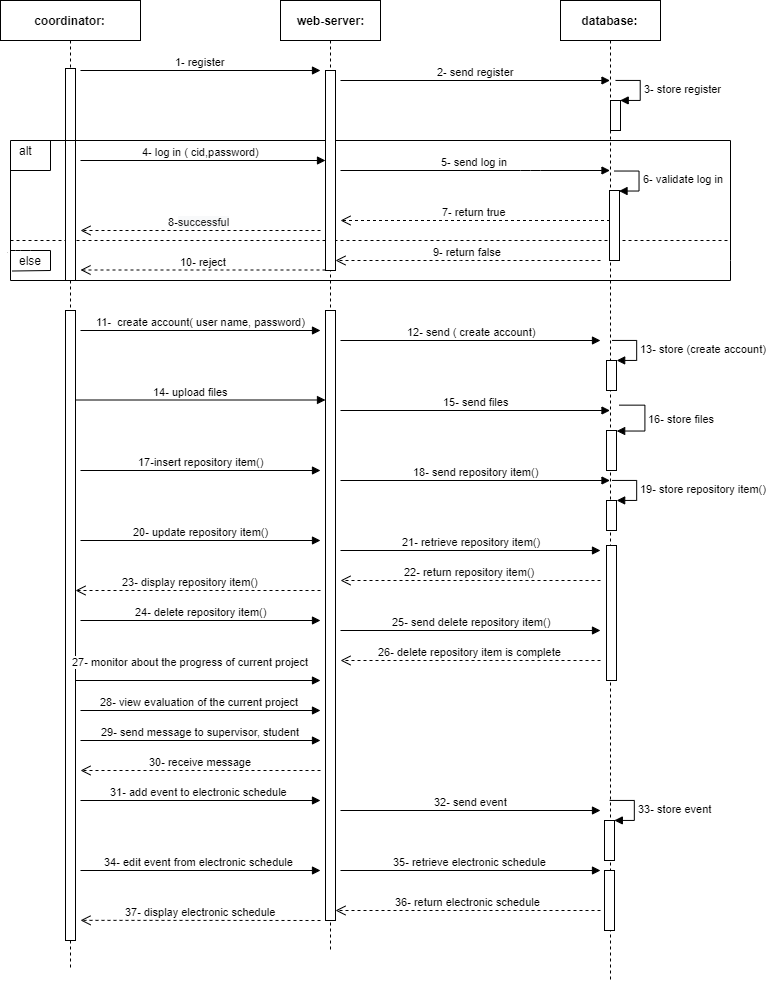 coordinator:
web-server:
database:
1- register
2- send register
3- store register
alt
4- log in ( cid,password)
5- send log in
6- validate log in
7- return true
8-successful
else
9- return false
10- reject
11-  create account( user name, password)
12- send ( create account)
13- store (create account)
14- upload files
15- send files
16- store files
17-insert repository item()
18- send repository item()
19- store repository item()
20- update repository item()
21- retrieve repository item()
22- return repository item()
23- display repository item()
24- delete repository item()
25- send delete repository item()
26- delete repository item is complete
27- monitor about the progress of current project
28- view evaluation of the current project
29- send message to supervisor, student
30- receive message
31- add event to electronic schedule
32- send event
33- store event
34- edit event from electronic schedule
35- retrieve electronic schedule
36- return electronic schedule
37- display electronic schedule